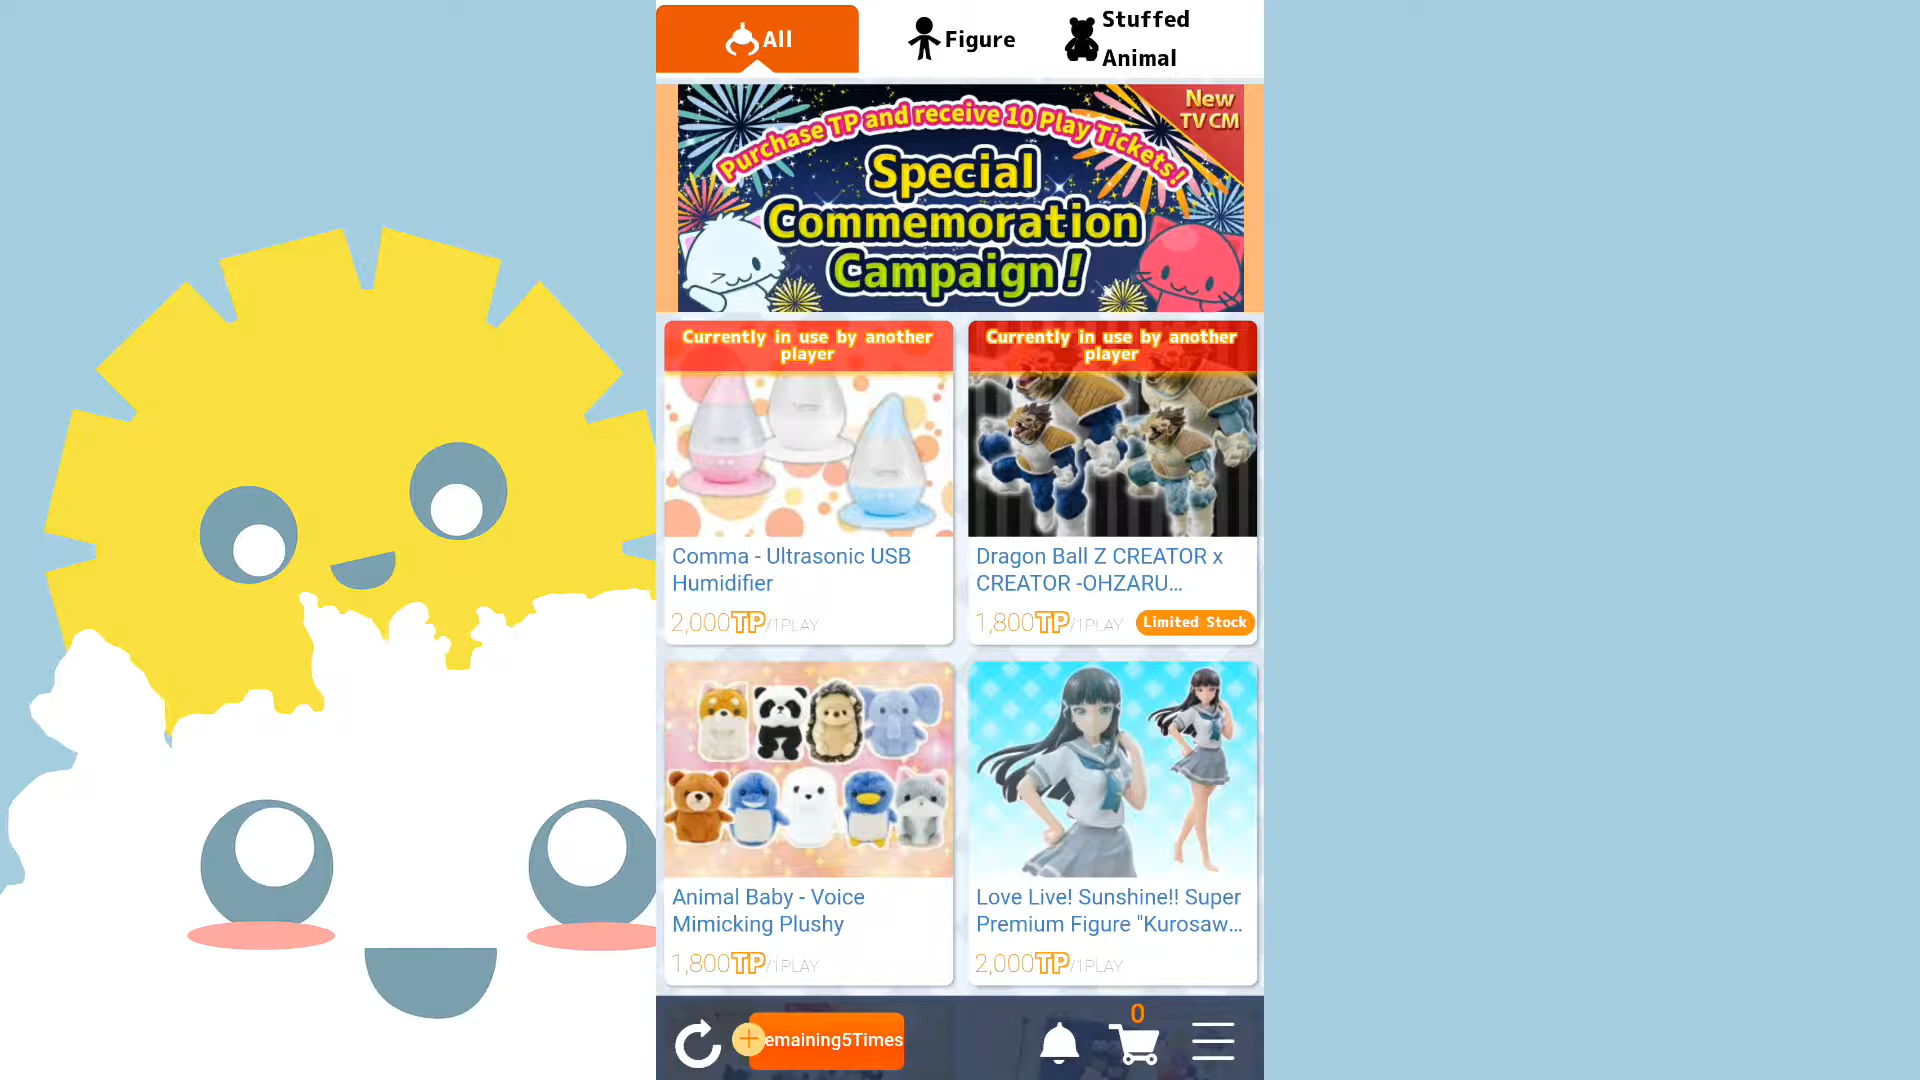 All
Figure
Stuffed
Animal
New
TV CM
Purchase TP and receive 10 Play Tickets!
Special
Commemoration
Campaign!
Currently in use by another
player
Currently in use by another
player
Comma - Ultrasonic USB
Humidifier
2,000TP/1PLAY
Dragon Ball Z CREATOR x
CREATOR -OHZARU...
1,800TP/1PLAY
Limited Stock
Animal Baby - Voice
Mimicking Plushy
1,800TP/1PLAY
Love Live! Sunshine!! Super
Premium Figure "Kurosaw...
2,000TP/1PLAY
emaining5Times
0